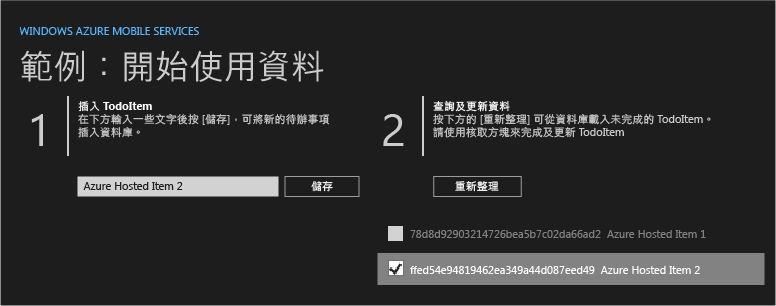 WINDOWS AZURE MOBILE SERVICES
範例：開始使用資料
1
插入 TodoItem
在下方輸入一些文字後按 [儲存]，可將新的待辦事項
插入資料庫。
Azure Hosted Item 2
儲存
2
查詢及更新資料
按下方的 [重新整理] 可從資料庫載入未完成的 TodoItem。
請使用核取方塊來完成及更新 TodoItem
重新整理
78d8d92903214726bea5b7c02da66ad2 Azure Hosted Item 1
ffed54e94819462ea349a44d087eed49 Azure Hosted Item 2